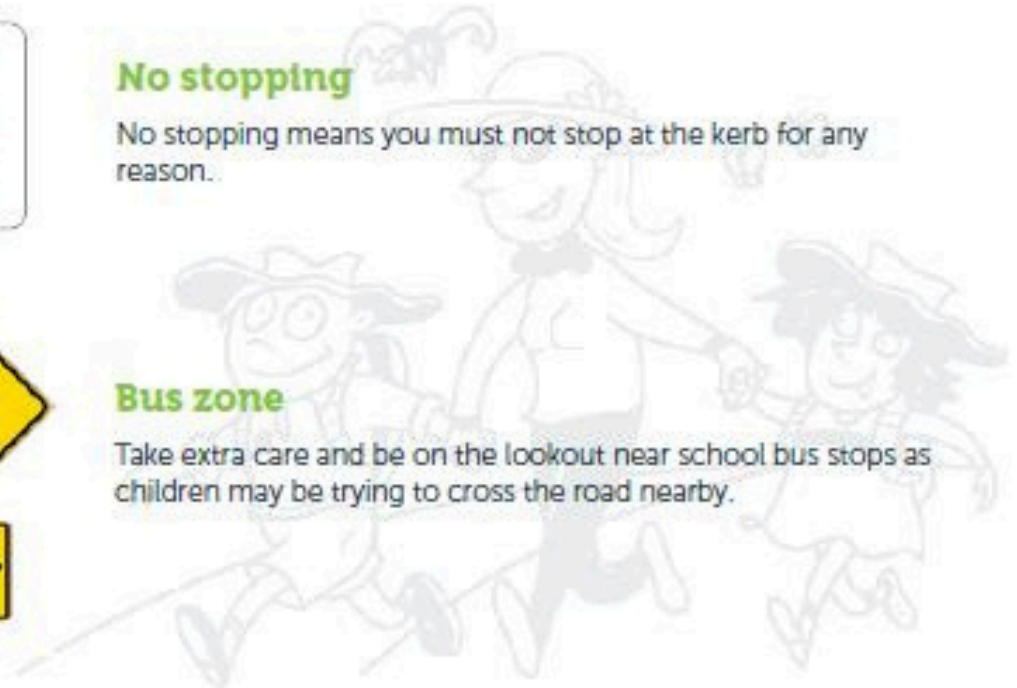 No stopping
No stopping means you must not stop at the kerb for any
reason.
Bus zone
Take extra care and be on the lookout near school bus stops as
children may be trying to cross the road nearby.